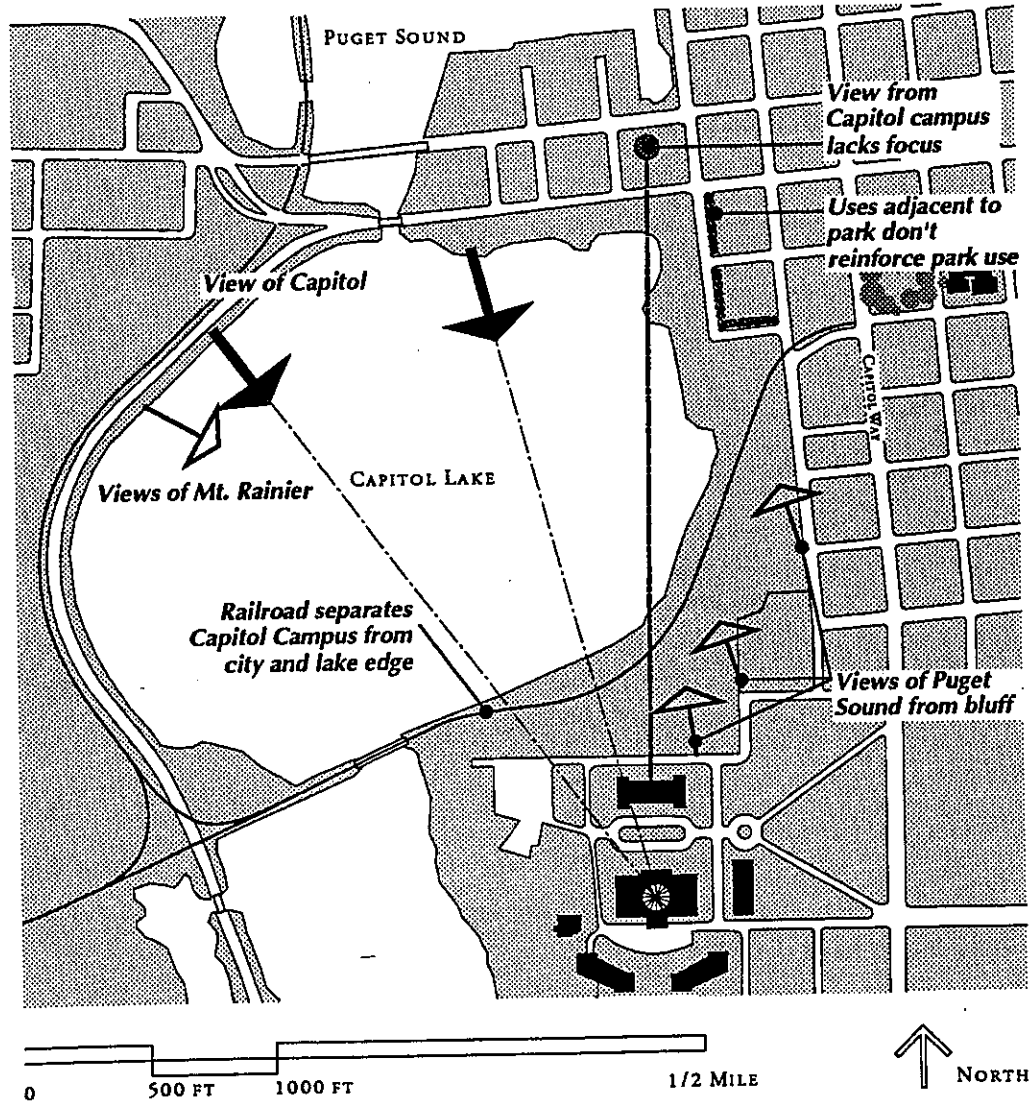 PUGET SOUND
View from
Capitol campus
lacks focus
Uses adjacent to
park don't
reinforce park use
View of Capitol
CAPITOL WAY
Views of Mt. Rainier
CAPITOL LAKE
Railroad separates
Capitol Campus from
city and lake edge
Views of Puget
Sound from bluff
0
500 FT
1000 FT
1/2 MILE
NORTH